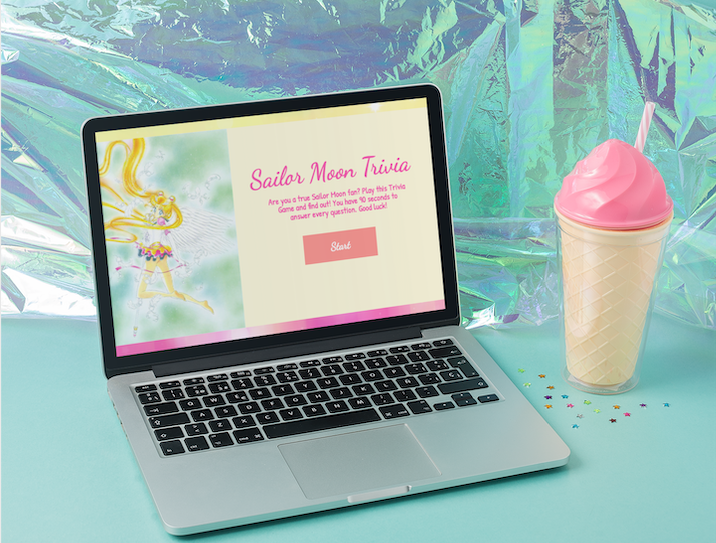 Sailor Moon Trivia
Are you a true Sailor Moon fan? Play this Trivia
Game and find out! You have 90 seconds to
answer every question. Good luck!
Start